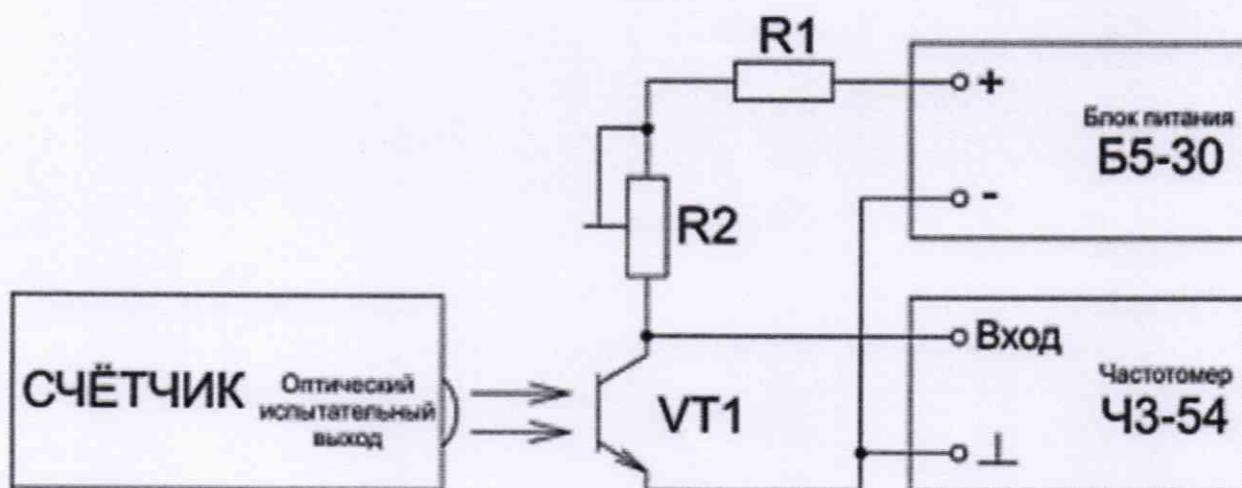 R1
+
Блок питания
Б5-30
-
R2
Вход
СЧЁТЧИК
Оптический
испытательный
выход
VT1
Частотомер
Ч3-54